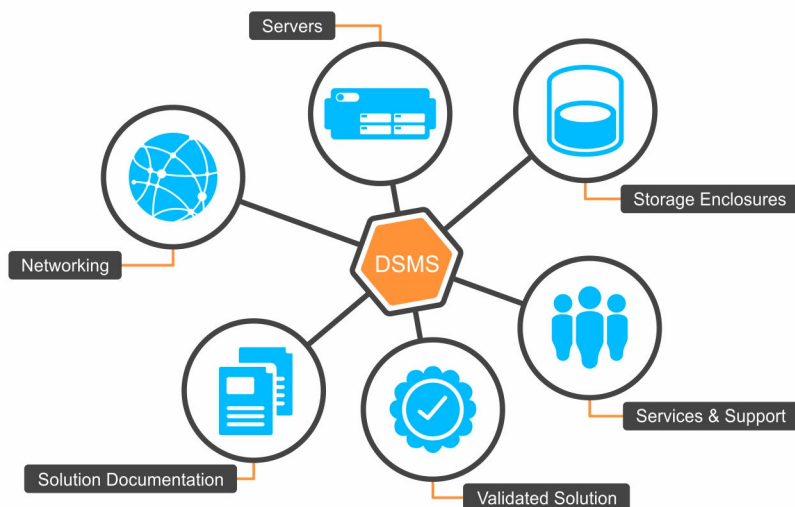 Servers
Storage Enclosures
DSMS
Networking
Services & Support
Solution Documentation
Validated Solution